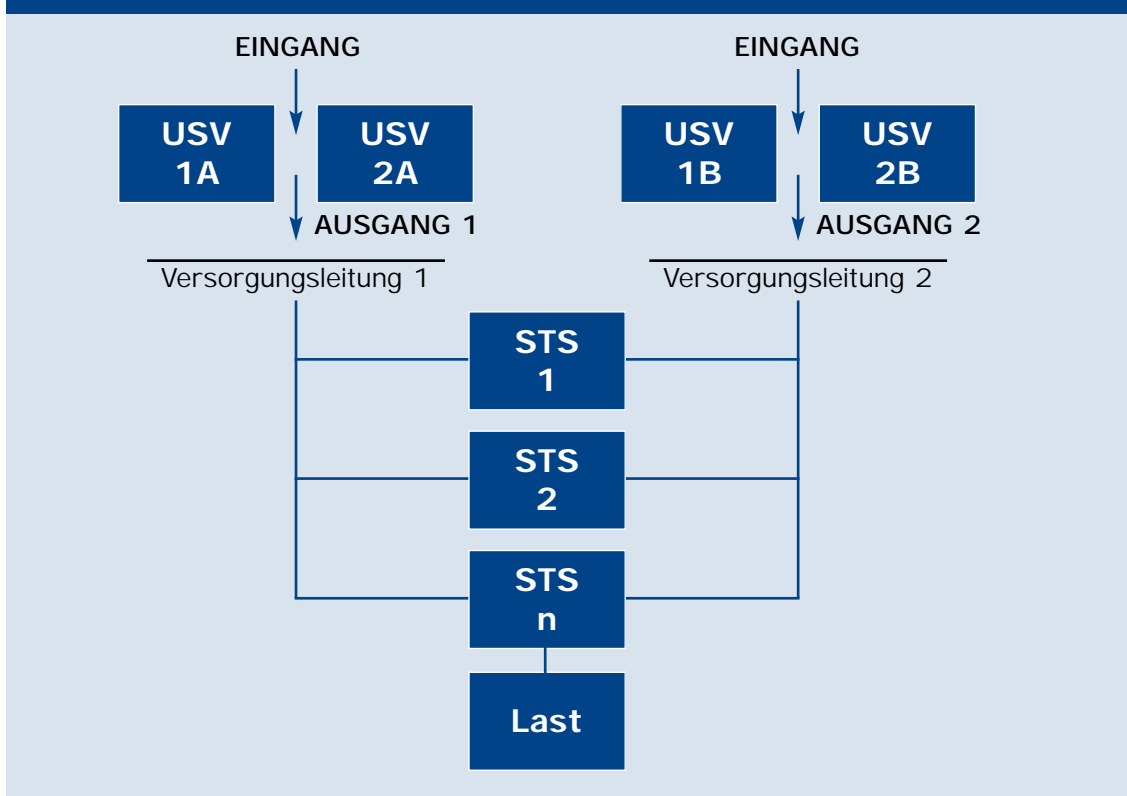 EINGANG
EINGANG
USV
1A
USV
2A
USV
1B
USV
2B
AUSGANG 1
AUSGANG 2
Versorgungsleitung 1
Versorgungsleitung 2
STS
1
STS
2
STS
n
Last